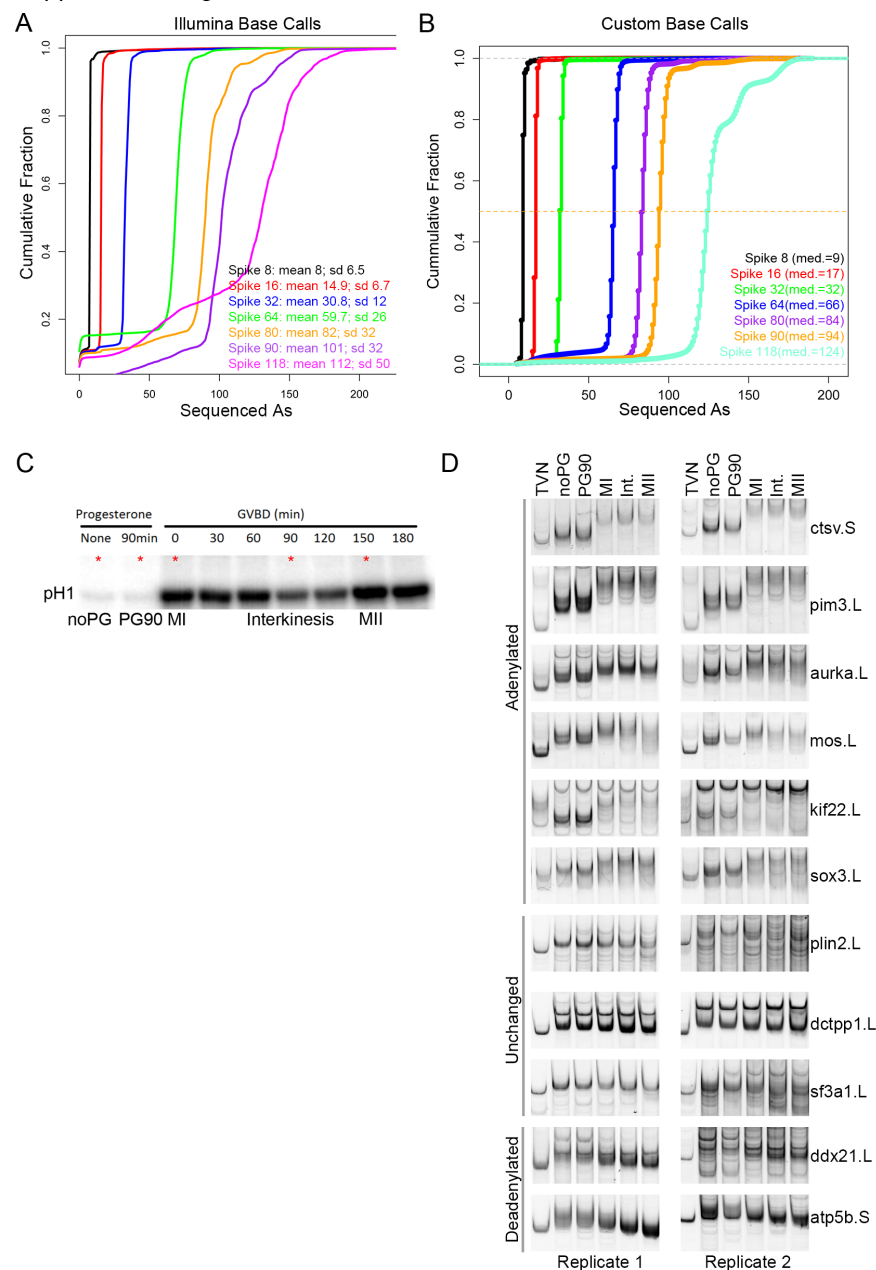 A
Illumina Base Calls
Cumulative Fraction
1.0
0.8
0.6
0.4
0.2
Spike 8: mean 8; sd 6.5
Spike 16: mean 14.9; sd 6.7
Spike 32: mean 30.8; sd 12
Spike 64: mean 59.7; sd 26
Spike 80: mean 82; sd 32
Spike 90: mean 101; sd 32
Spike 118: mean 112; sd 50
0 50 100 150 200
Sequenced As
B
Custom Base Calls
Cummulative Fraction
1.0
0.8
0.6
0.4
0.2
0.0
Spike 8 (med.=9)
Spike 16 (med.=17)
Spike 32(med.=32)
Spike 64(med.=66)
Spike 80(med.=84)
Spike 90(med.=94)
Spike 118(med.=124)
0 50 100 150 200
Sequenced As
C
Progesterone GVBD (min)
None 90min 0 30 60 90 120 150 180
* * * * *
pH1
noPG PG90 MI Interkinesis MII
D
TVN noPG PG90 MI Int. MII TVN noPG PG90 MI Int. MII
Adenylated
ctsv.S
pim3.L
aurka.L
mos.L
kif22.L
sox3.L
Unchanged
plin2.L
dctpp1.L
sf3a1.L
Deadenylated
ddx21.L
atp5b.S
Replicate 1 Replicate 2